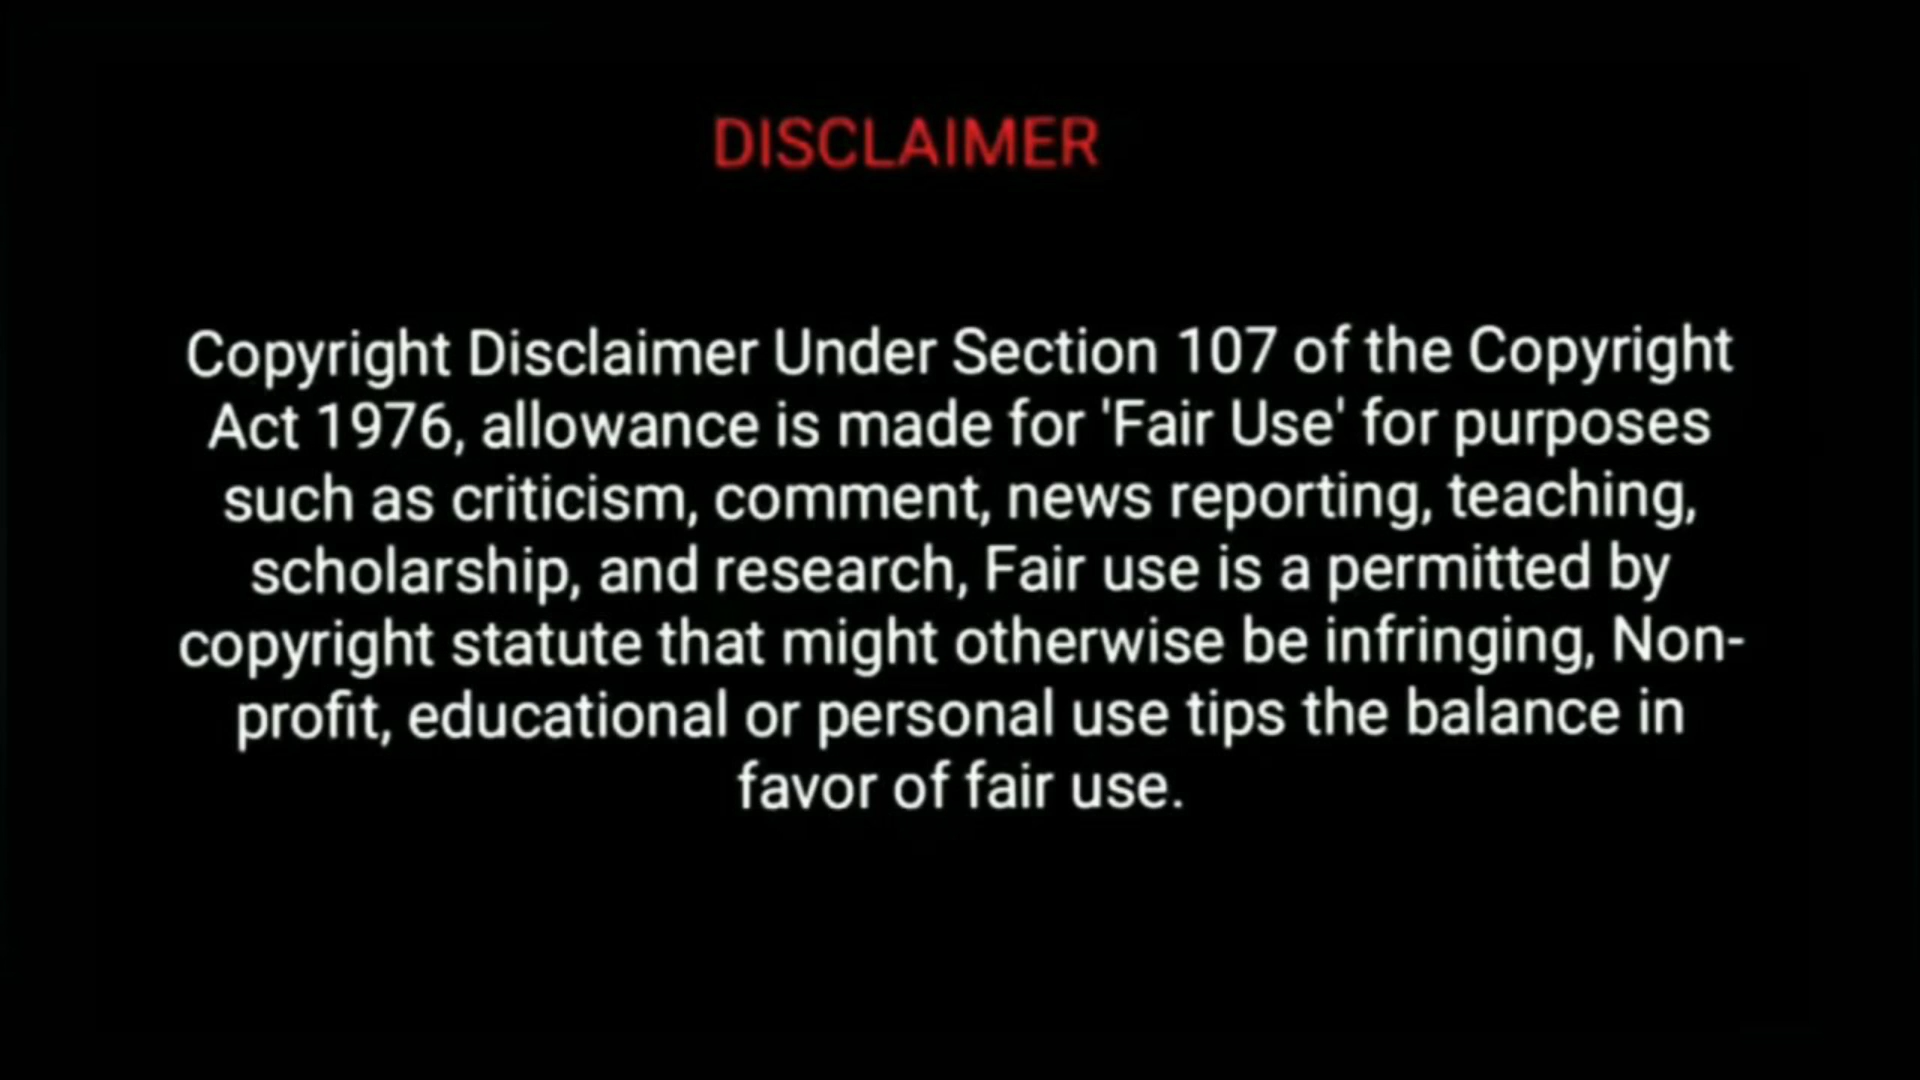 DISCLAIMER
Copyright Disclaimer Under Section 107 of the Copyright
Act 1976, allowance is made for 'Fair Use' for purposes
such as criticism, comment, news reporting, teaching,
scholarship, and research, Fair use is a permitted by
copyright statute that might otherwise be infringing, Non-
profit, educational or personal use tips the balance in
favor of fair use.